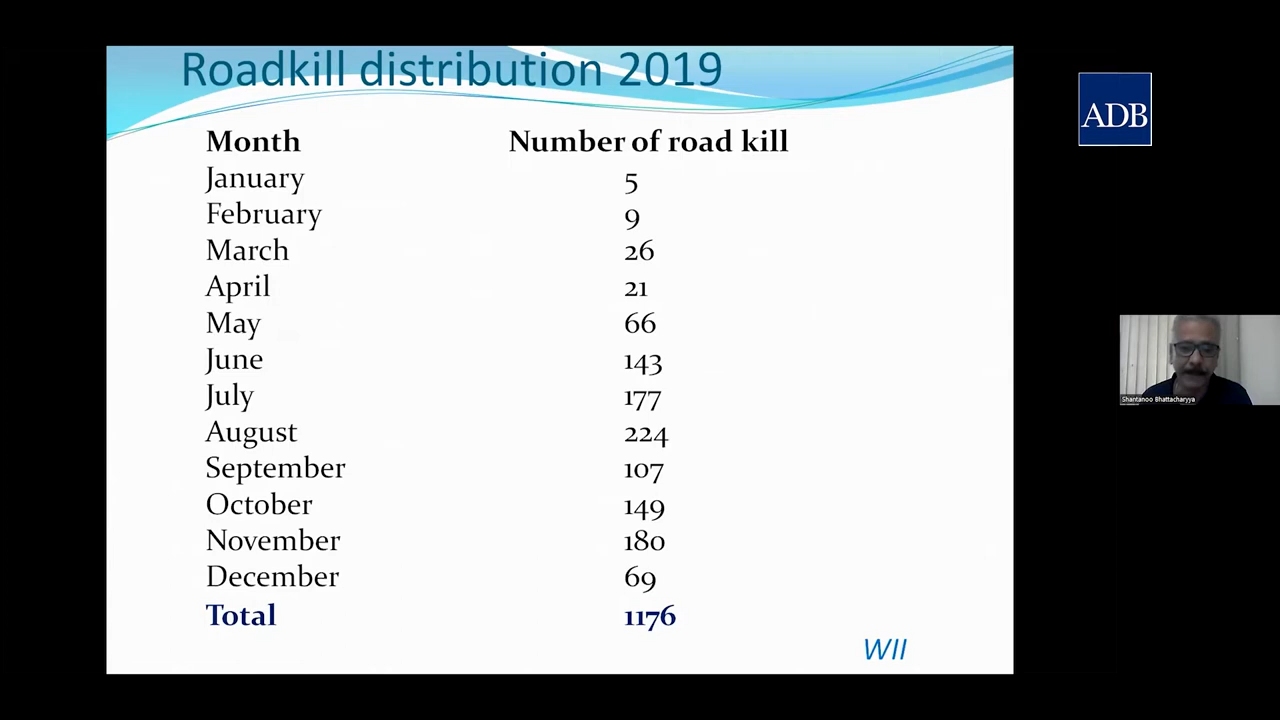 Roadkill distribution 2019
ADB
Month Number of road kill
January 5
February 9
March 26
April 21
May 66
June 143
July 177
August 224
September 107
October 149
November 180
December 69
Total 1176
WII
Shantanoo Bhattacharyya